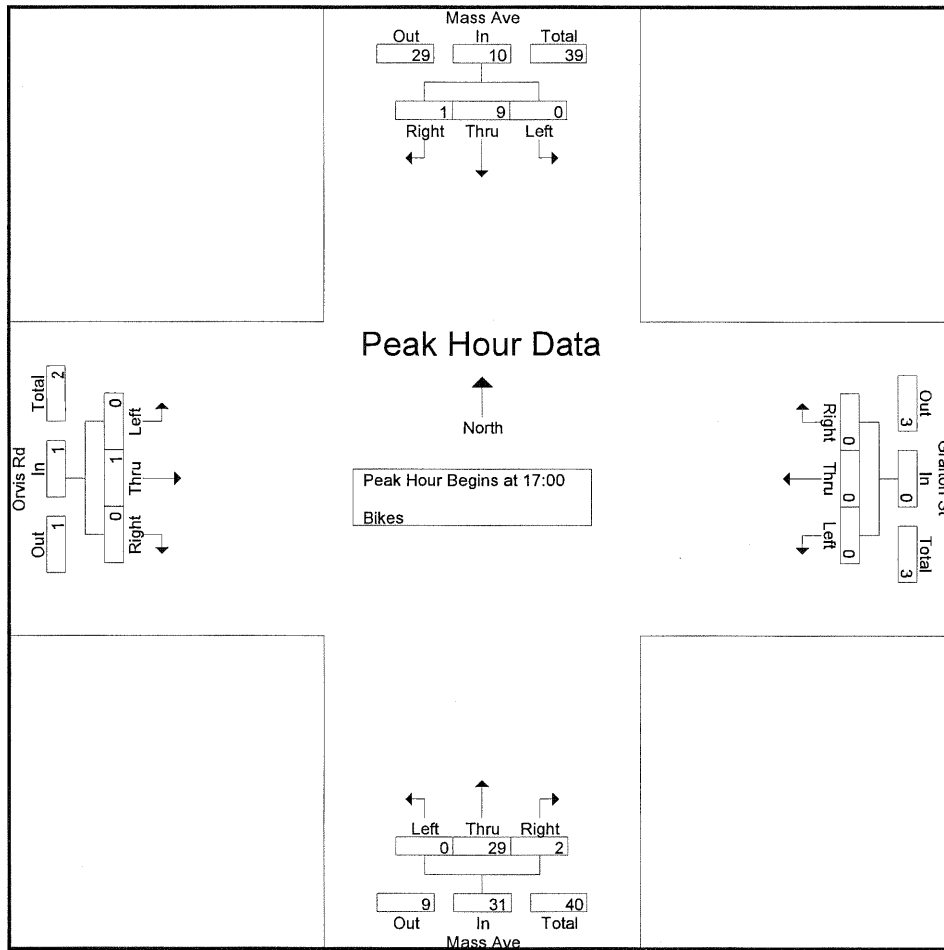 Mass Ave
Out In Total
29 10 39
1 9 0
Right Thru Left
Peak Hour Data
North
Peak Hour Begins at 17:00
Bikes
Orvis Rd
Out In Total
1 1 2
0 1 0
Left Thru Right
Out In Total
3 0 3
0 0 0
Right Thru Left
Left Thru Right
0 29 2
9 31 40
Out In Total
Mass Ave